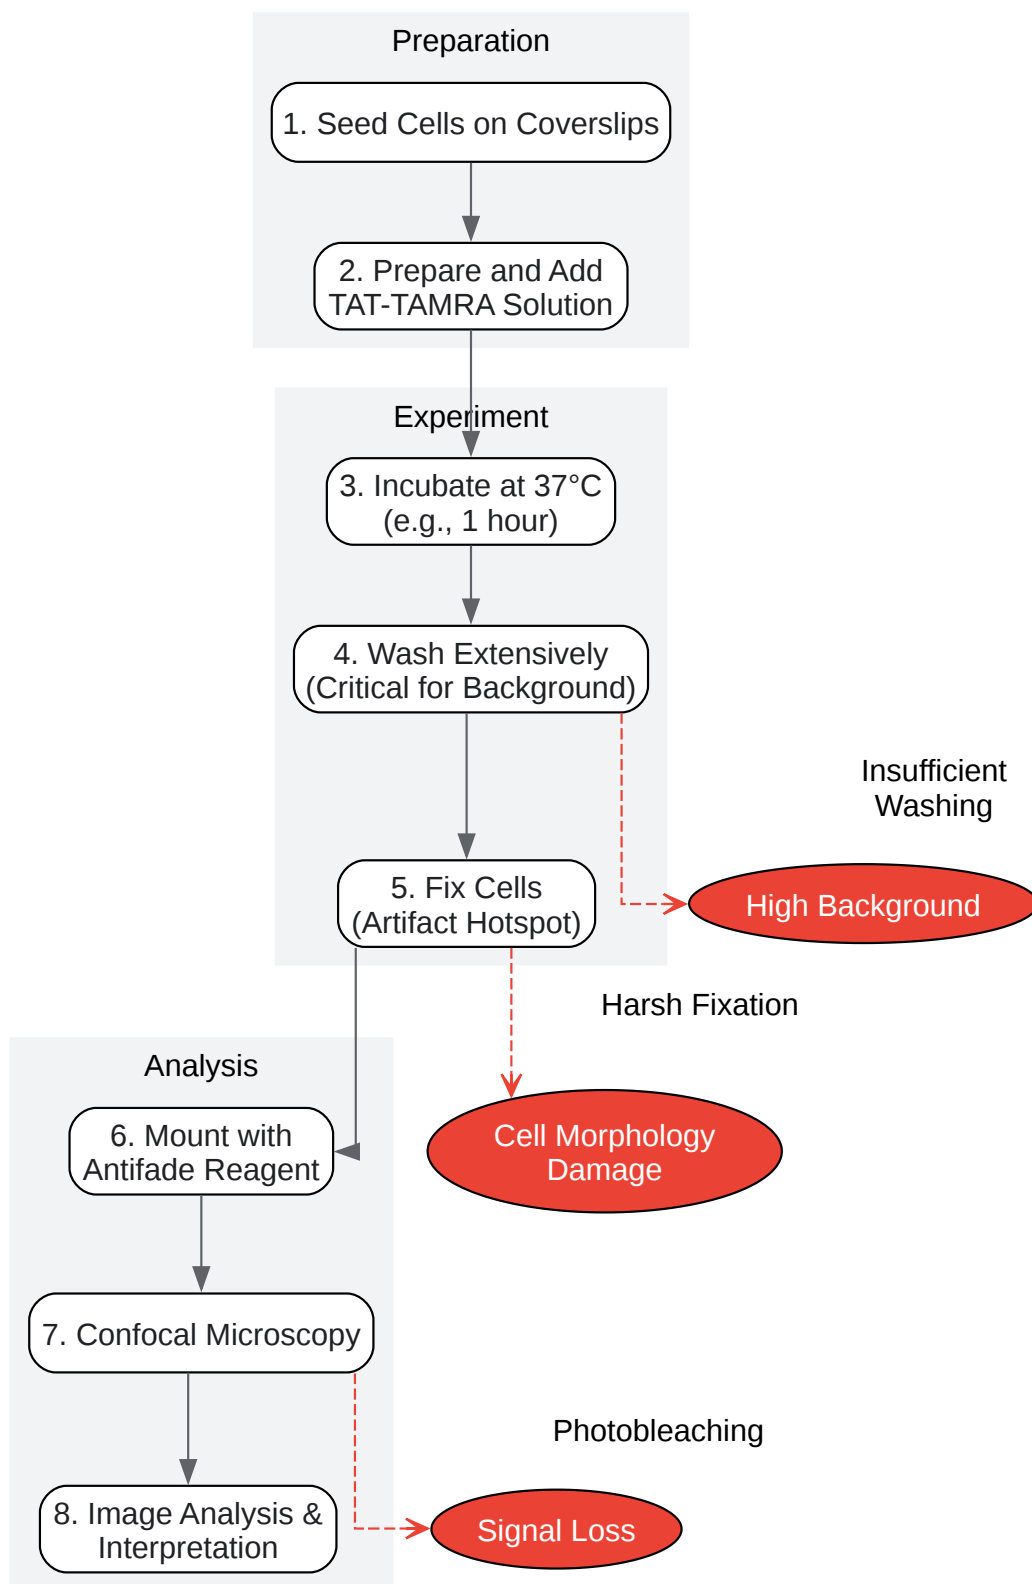 Preparation
1. Seed Cells on Coverslips
2. Prepare and Add
TAT-TAMRA Solution
Experiment
3. Incubate at 37°C
(e.g., 1 hour)
4. Wash Extensively
(Critical for Background)
Insufficient
Washing
5. Fix Cells
(Artifact Hotspot)
High Background
Harsh Fixation
Analysis
6. Mount with
Antifade Reagent
Cell Morphology
Damage
7. Confocal Microscopy
Photobleaching
8. Image Analysis &
Interpretation
Signal Loss